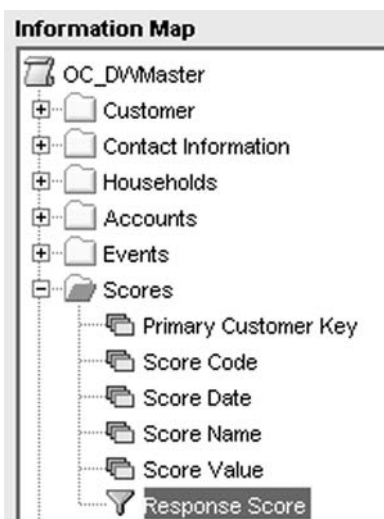 Information Map
OC_DWMaster
Customer
Contact Information
Households
Accounts
Events
Scores
Primary Customer Key
Score Code
Score Date
Score Name
Score Value
Response Score